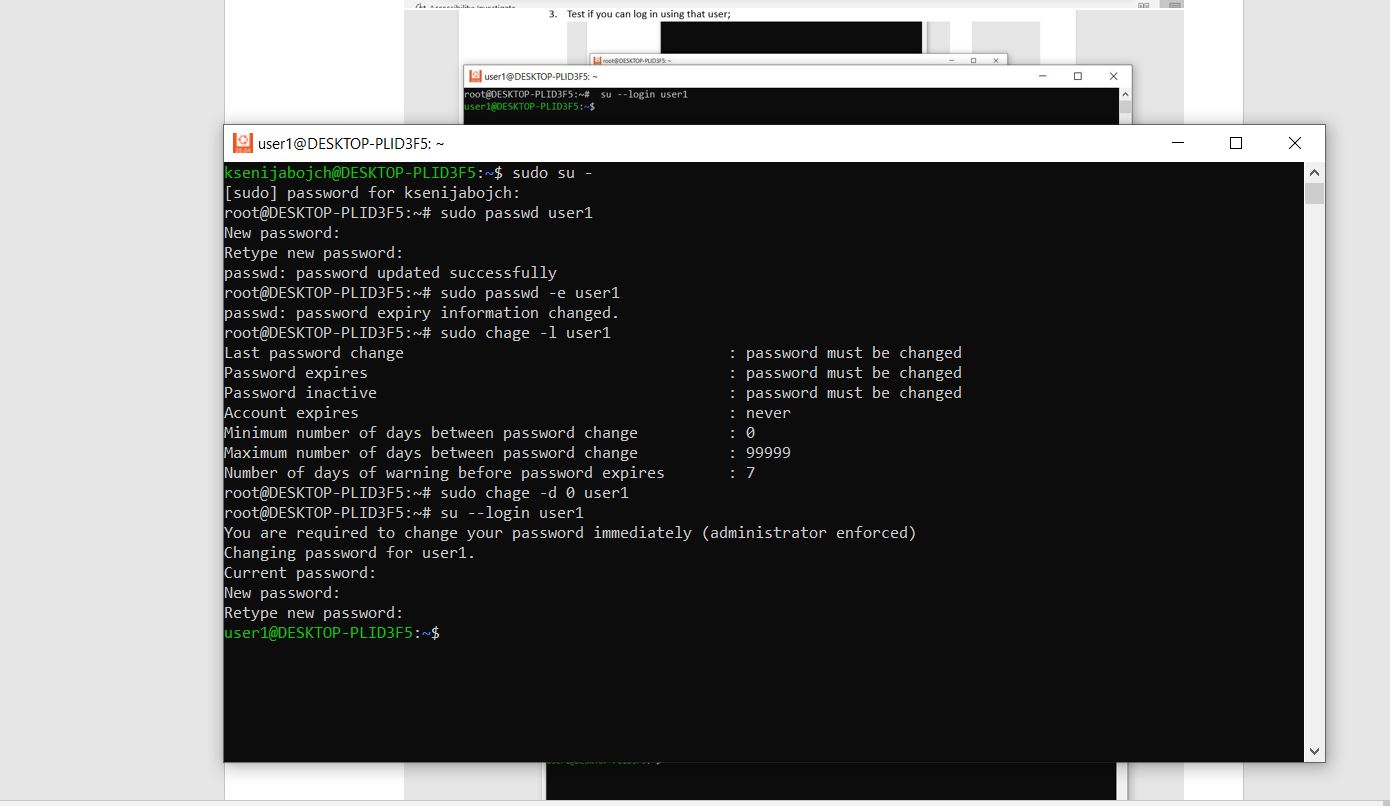 Accessibility: Investigate
3. Test if you can log in using that user;
root@DESKTOP-PLID3F5: ~
user1@DESKTOP-PLID3F5: ~
root@DESKTOP-PLID3F5:~#  su --login user1
user1@DESKTOP-PLID3F5:~$
user1@DESKTOP-PLID3F5: ~
ksenijabojch@DESKTOP-PLID3F5:~$ sudo su -
[sudo] password for ksenijabojch:
root@DESKTOP-PLID3F5:~# sudo passwd user1
New password:
Retype new password:
passwd: password updated successfully
root@DESKTOP-PLID3F5:~# sudo passwd -e user1
passwd: password expiry information changed.
root@DESKTOP-PLID3F5:~# sudo chage -l user1
Last password change : password must be changed
Password expires : password must be changed
Password inactive : password must be changed
Account expires : never
Minimum number of days between password change : 0
Maximum number of days between password change : 99999
Number of days of warning before password expires : 7
root@DESKTOP-PLID3F5:~# sudo chage -d 0 user1
root@DESKTOP-PLID3F5:~# su --login user1
You are required to change your password immediately (administrator enforced)
Changing password for user1.
Current password:
New password:
Retype new password:
user1@DESKTOP-PLID3F5:~$